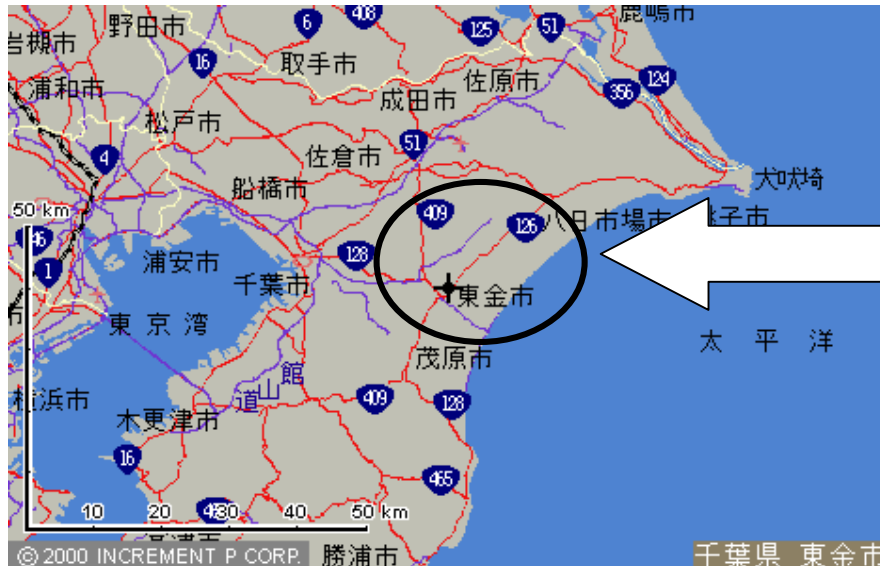 鹿嶋市
野田市
6
408
125
51
岩槻市
16
取手市
124
浦和市
成田市
佐原市
356
松戸市
4
佐倉市
51
船橋市
犬吠埼
50 km
409
126
八日市場市
銚子市
46
1
浦安市
128
千葉市
東金市
東京湾
太平洋
茂原市
館
山
道
横浜市
409
128
木更津市
16
465
10 20 30 40 50 km
勝浦市
© 2000 INCREMENT P CORP.
千葉県 東金市